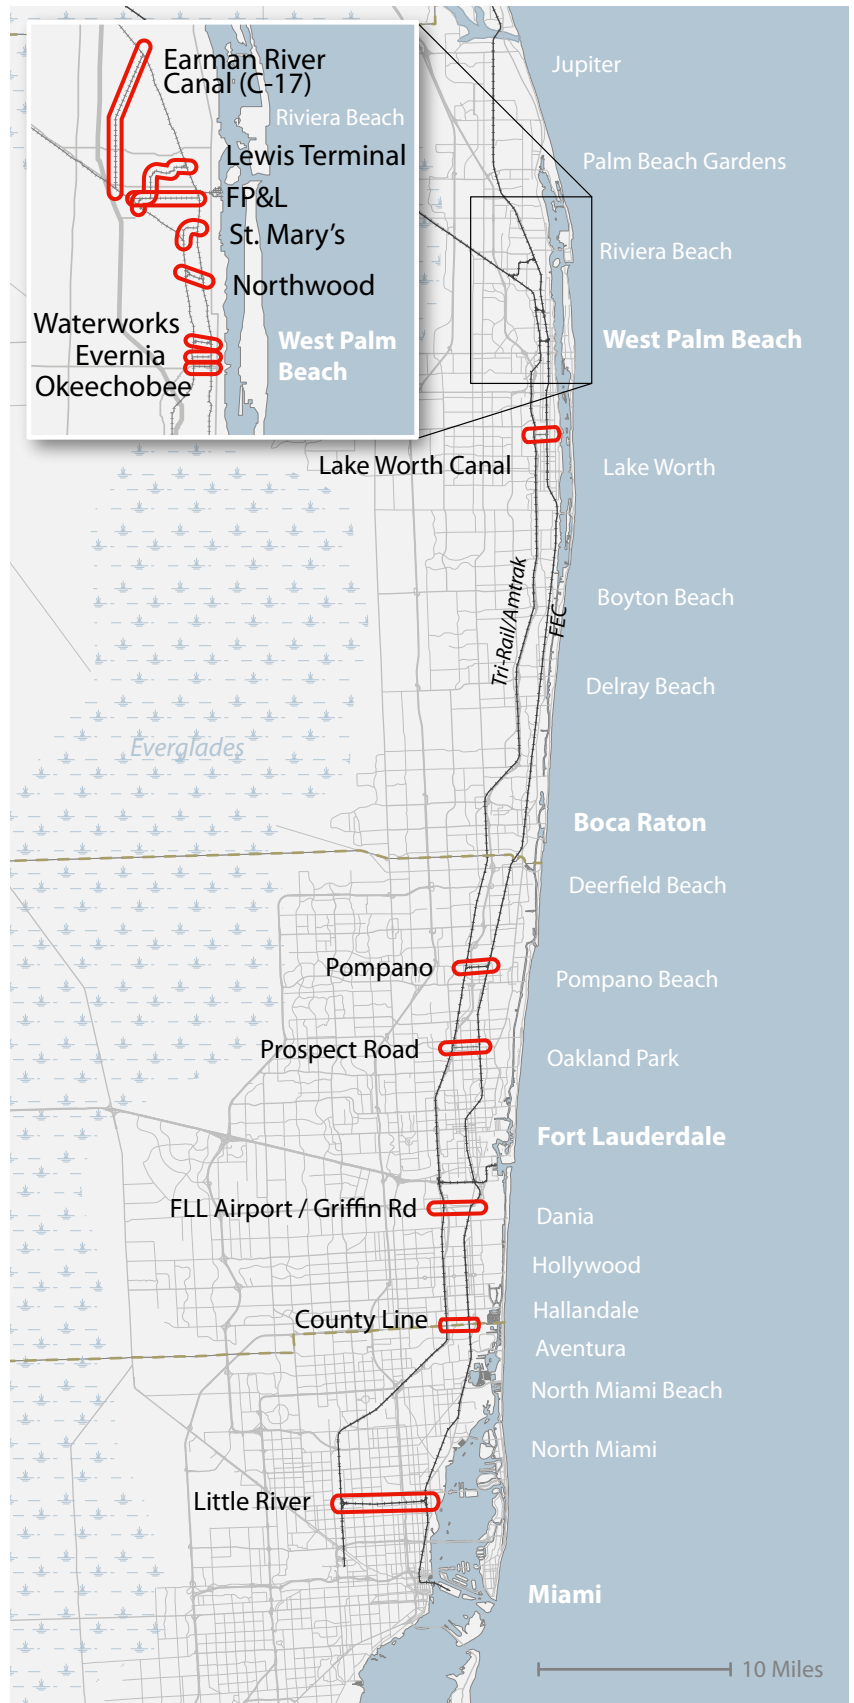 Earman River
Canal (C-17)
Riviera Beach
Lewis Terminal
FP&L
St. Mary's
Northwood
Waterworks
Evernia
Okeechobee
West Palm
Beach
Jupiter
Palm Beach Gardens
Riviera Beach
West Palm Beach
Lake Worth Canal
Lake Worth
Tri-Rail/Amtrak
FEC
Boyton Beach
Delray Beach
Everglades
Boca Raton
Deerfield Beach
Pompano
Pompano Beach
Prospect Road
Oakland Park
Fort Lauderdale
FLL Airport / Griffin Rd
Dania
Hollywood
County Line
Hallandale
Aventura
North Miami Beach
North Miami
Little River
Miami
10 Miles